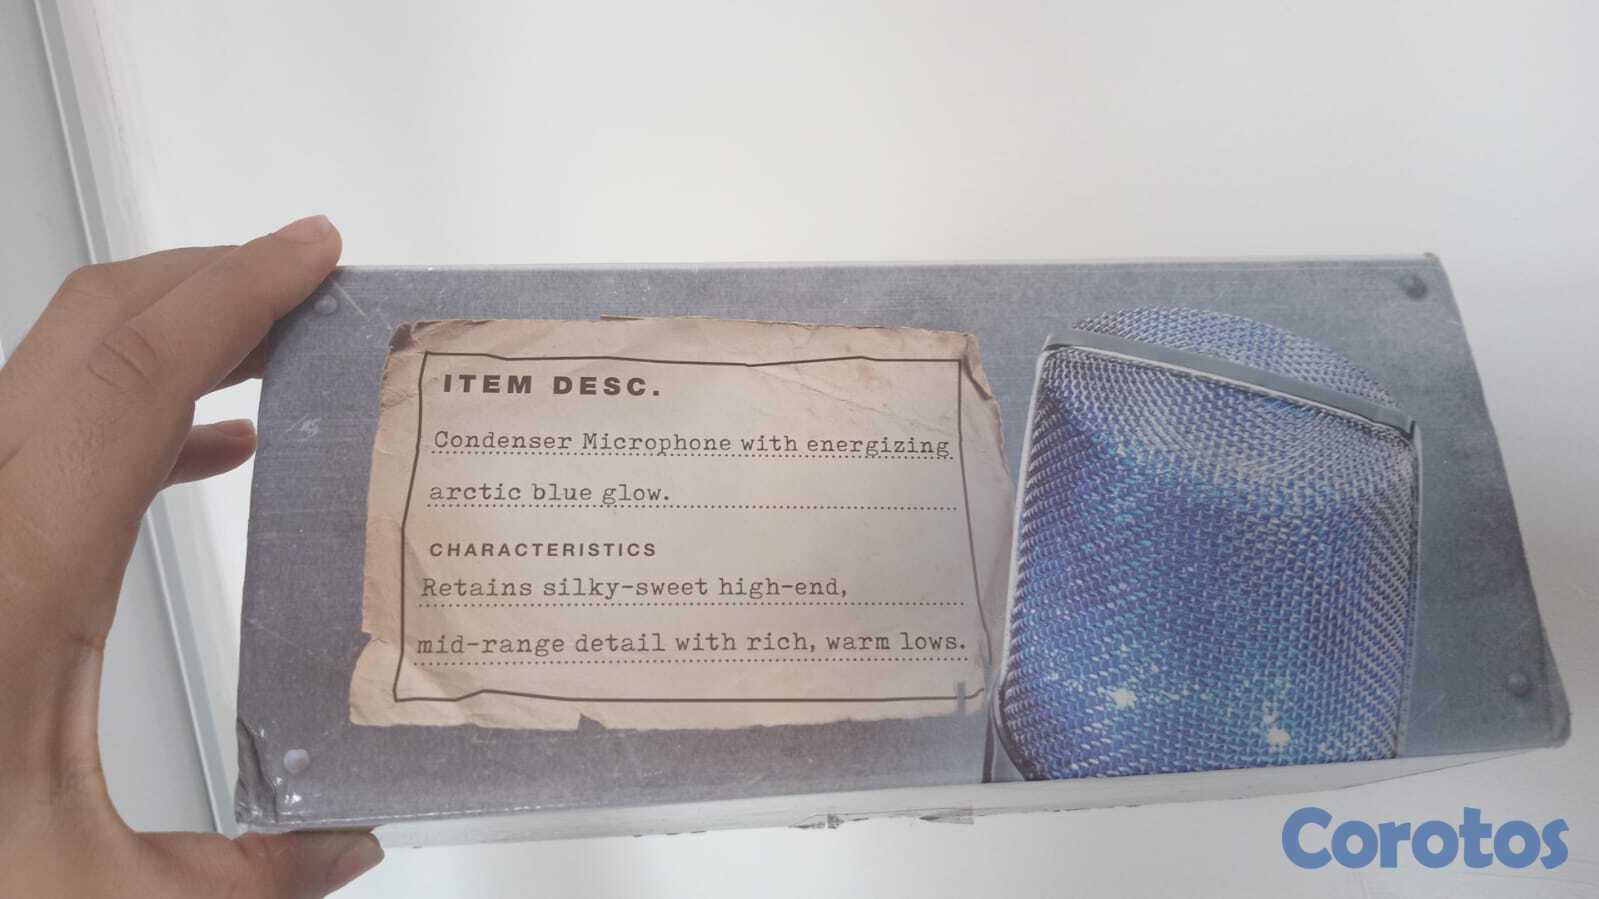 ITEM DESC.
Condenser Microphone with energizing
arctic blue glow.
CHARACTERISTICS
Retains silky-sweet high-end,
mid-range detail with rich, warm lows.
Corotos